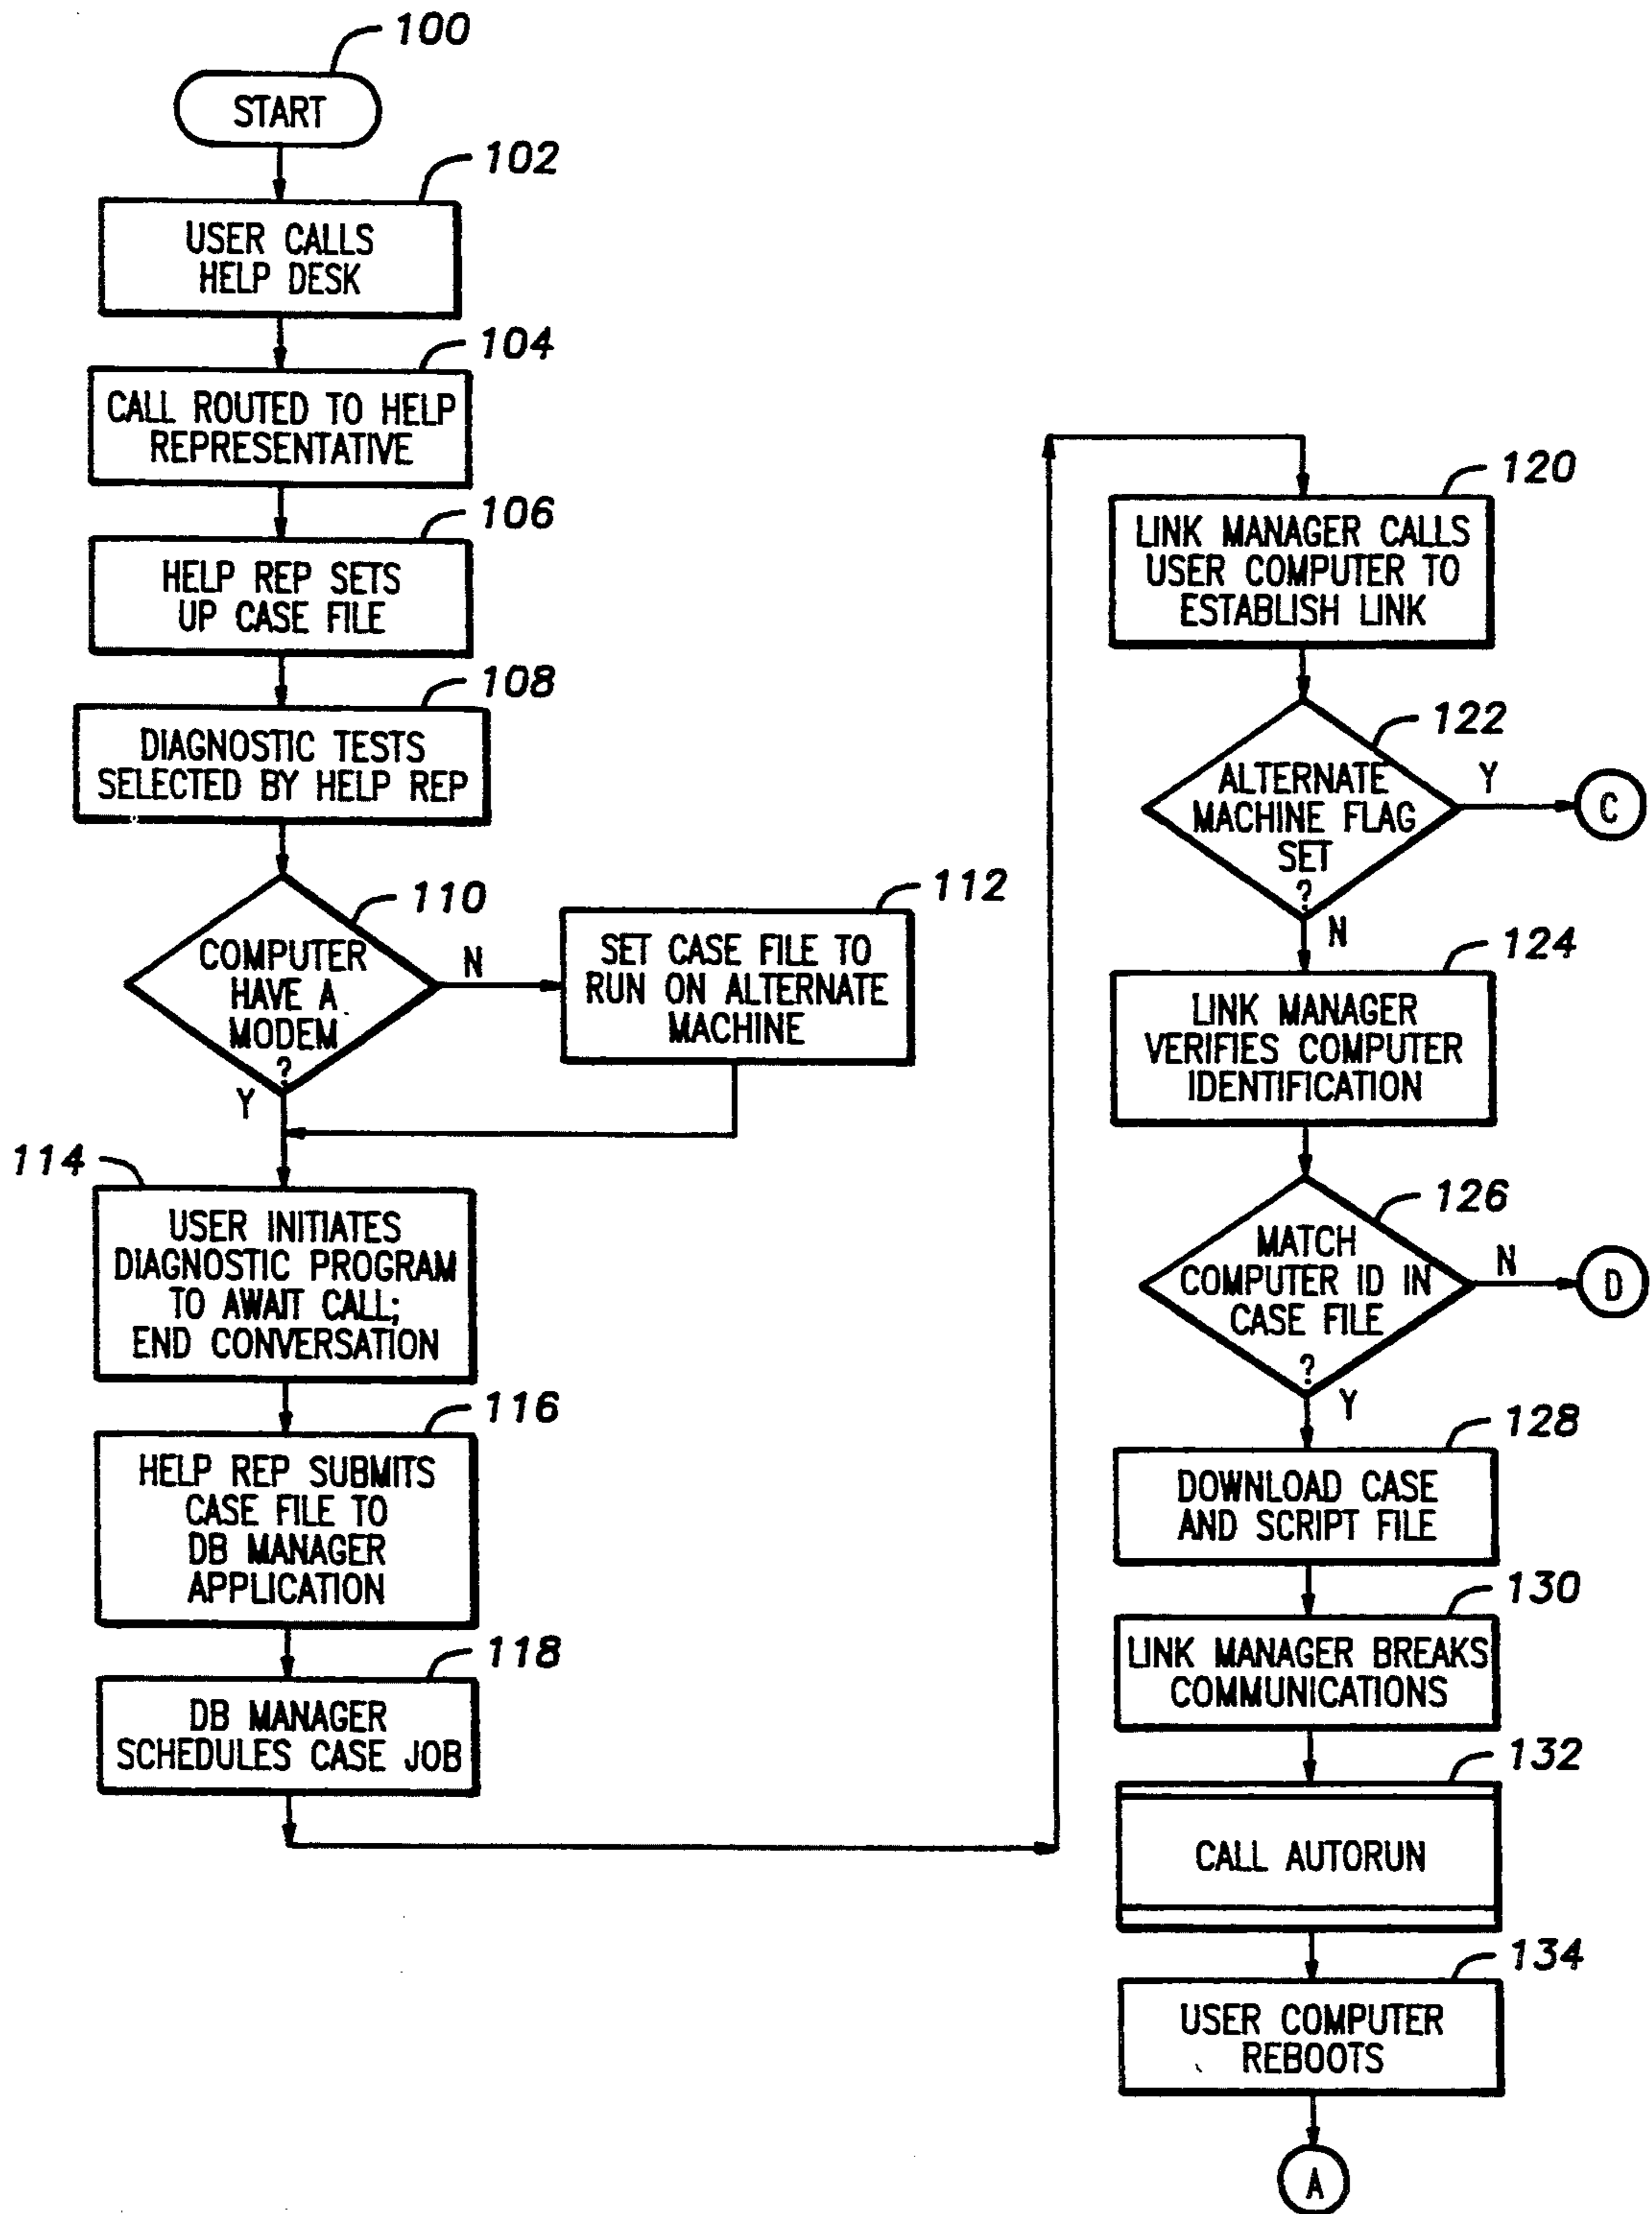 100
START
102
USER CALLS
HELP DESK
104
CALL ROUTED TO HELP
REPRESENTATIVE
106
HELP REP SETS
UP CASE FILE
108
DIAGNOSTIC TESTS
SELECTED BY HELP REP
110
COMPUTER
HAVE A
MODEM
?
N
Y
112
SET CASE FILE TO
RUN ON ALTERNATE
MACHINE
114
USER INITIATES
DIAGNOSTIC PROGRAM
TO AWAIT CALL;
END CONVERSATION
116
HELP REP SUBMITS
CASE FILE TO
DB MANAGER
APPLICATION
118
DB MANAGER
SCHEDULES CASE JOB
120
LINK MANAGER CALLS
USER COMPUTER TO
ESTABLISH LINK
122
ALTERNATE
MACHINE FLAG
SET
?
Y
C
N
124
LINK MANAGER
VERIFIES COMPUTER
IDENTIFICATION
126
MATCH
COMPUTER ID IN
CASE FILE
?
N
D
Y
128
DOWNLOAD CASE
AND SCRIPT FILE
130
LINK MANAGER BREAKS
COMMUNICATIONS
132
CALL AUTORUN
134
USER COMPUTER
REBOOTS
A